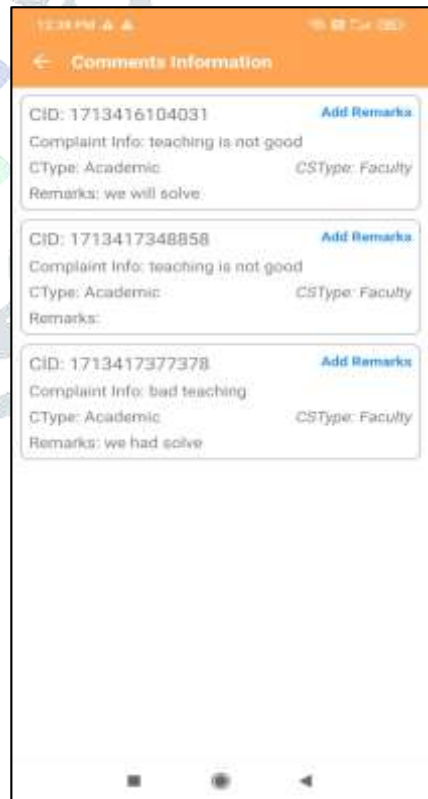 Comments Information
CID: 1713416104031 Add Remarks
Complaint Info: teaching is not good
CType: Academic CSType: Faculty
Remarks: we will solve
CID: 1713417348858 Add Remarks
Complaint Info: teaching is not good
CType: Academic CSType: Faculty
Remarks:
CID: 1713417377378 Add Remarks
Complaint Info: bad teaching
CType: Academic CSType: Faculty
Remarks: we had solve